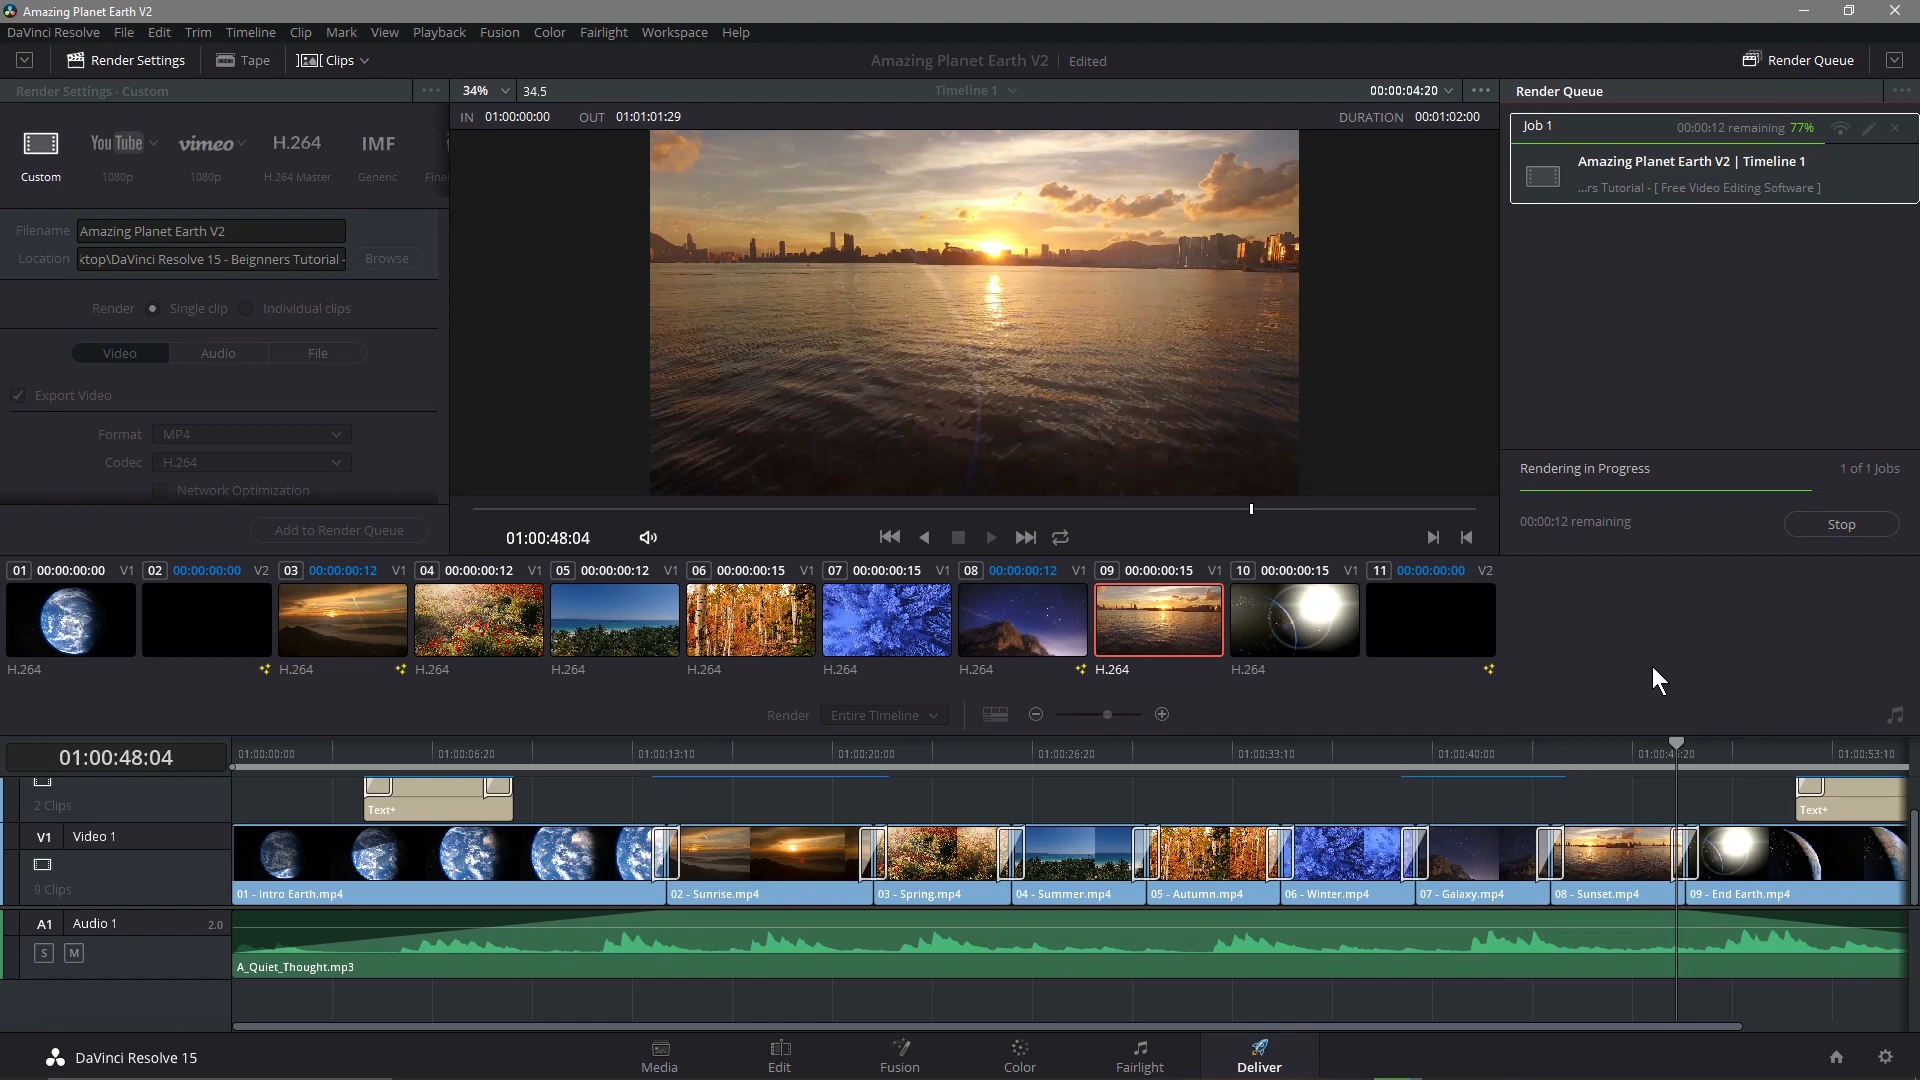 Amazing Planet Earth V2
DaVinci Resolve File Edit Trim Timeline Clip Mark View Playback Fusion Color Fairlight Workspace Help
Render Settings Tape Clips Amazing Planet Earth V2 Edited Render Queue
Render Settings - Custom 34% 34.5 Timeline 1 00:00:04:20 Render Queue
IN 01:00:00:00 OUT 01:01:01:29 DURATION 00:01:02:00
Job 1 00:00:12 remaining 77%
Amazing Planet Earth V2 | Timeline 1
...rs Tutorial - [ Free Video Editing Software ]
YouTube vimeo H.264 IMF
Custom 1080p 1080p H.264 Master Generic Final
Filename Amazing Planet Earth V2
Location ktop\DaVinci Resolve 15 - Beignners Tutorial - Browse
Render Single clip Individual clips
Video Audio File
Export Video
Format MP4
Codec H.264
Network Optimization
Add to Render Queue
01:00:48:04
Rendering in Progress 1 of 1 Jobs
00:00:12 remaining Stop
01 00:00:00:00 V1 02 00:00:00:00 V2 03 00:00:00:12 V1 04 00:00:00:12 V1 05 00:00:00:12 V1 06 00:00:00:15 V1 07 00:00:00:15 V1 08 00:00:00:12 V1 09 00:00:00:15 V1 10 00:00:00:15 V1 11 00:00:00:00 V2
H.264 H.264 H.264 H.264 H.264 H.264 H.264 H.264 H.264
Render Entire Timeline
01:00:48:04 01:00:00:00 01:00:06:20 01:00:13:10 01:00:20:00 01:00:26:20 01:00:33:10 01:00:40:00 01:00:53:10
2 Clips Text+ Text+
V1 Video 1
9 Clips 01 - Intro Earth.mp4 02 - Sunrise.mp4 03 - Spring.mp4 04 - Summer.mp4 05 - Autumn.mp4 06 - Winter.mp4 07 - Galaxy.mp4 08 - Sunset.mp4 09 - End Earth.mp4
A1 Audio 1 2.0
S M
A_Quiet_Thought.mp3
DaVinci Resolve 15 Media Edit Fusion Color Fairlight Deliver